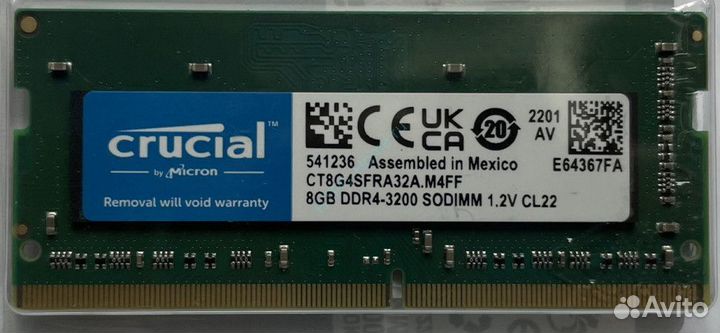 crucial™
by Micron
Removal will void warranty
CE UK CA 20
2201
AV
541236 Assembled in Mexico E64367FA
CT8G4SFRA32A.M4FF
8GB DDR4-3200 SODIMM 1.2V CL22
Avito